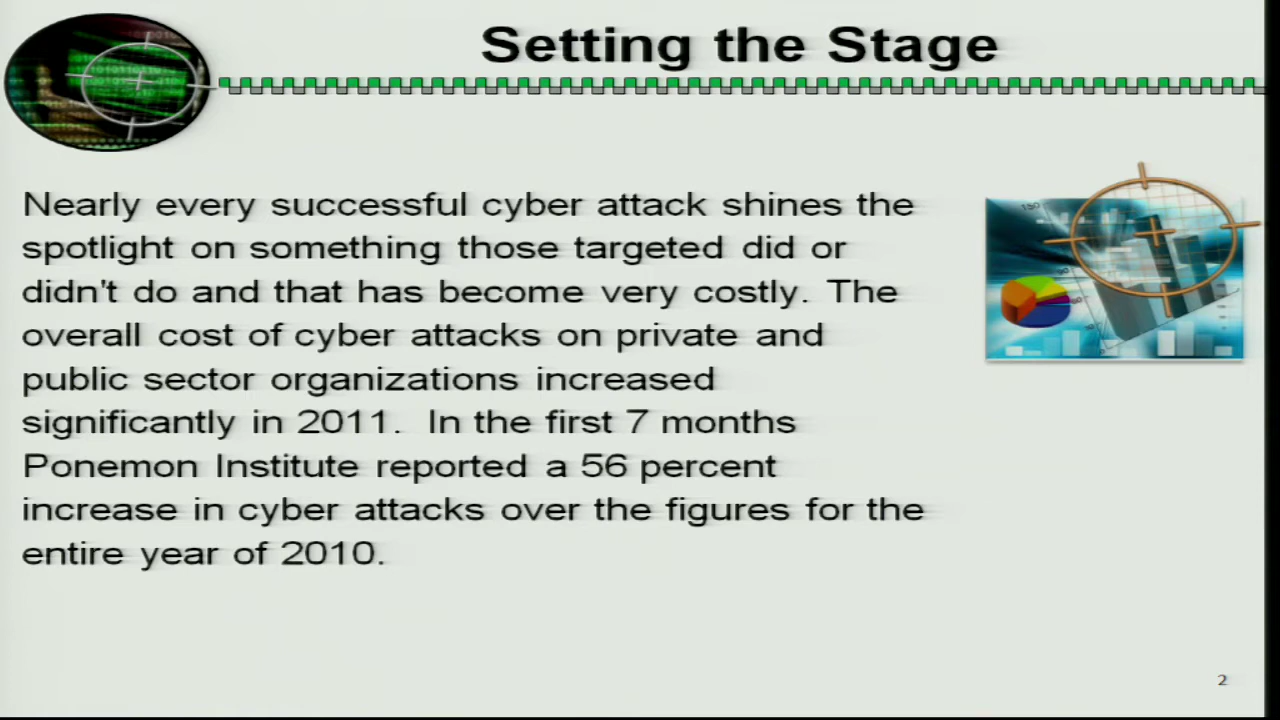 Setting the Stage
Nearly every successful cyber attack shines the
spotlight on something those targeted did or
didn't do and that has become very costly. The
overall cost of cyber attacks on private and
public sector organizations increased
significantly in 2011. In the first 7 months
Ponemon Institute reported a 56 percent
increase in cyber attacks over the figures for the
entire year of 2010.
2